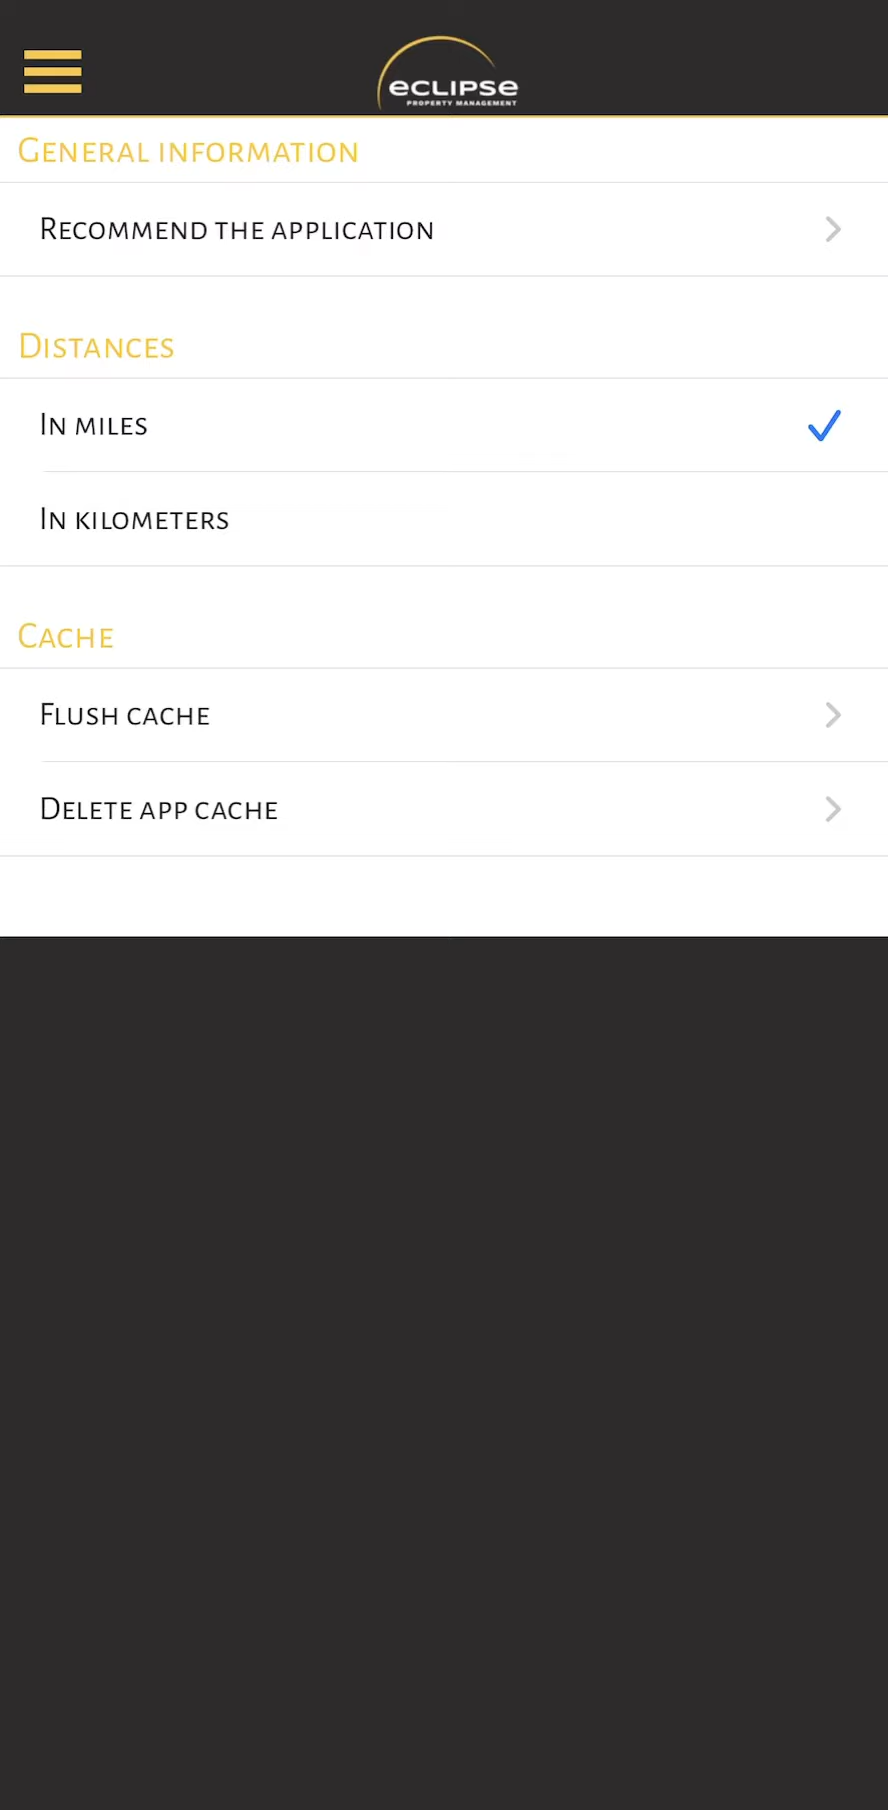 eclipse
PROPERTY MANAGEMENT
General information
Recommend the application
Distances
In miles
In kilometers
Cache
Flush cache
Delete app cache